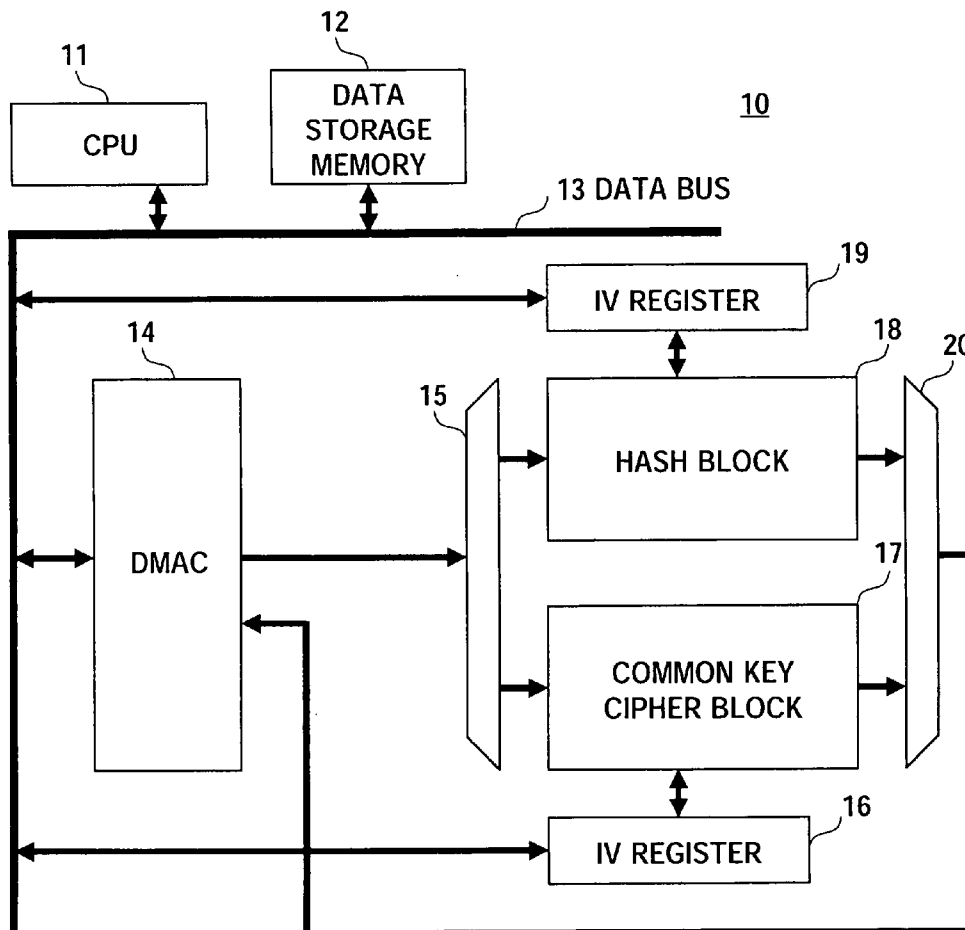 12
11
DATA
STORAGE
MEMORY
10
CPU
13 DATA BUS
19
IV REGISTER
14
18
20
15
HASH BLOCK
DMAC
17
COMMON KEY
CIPHER BLOCK
16
IV REGISTER